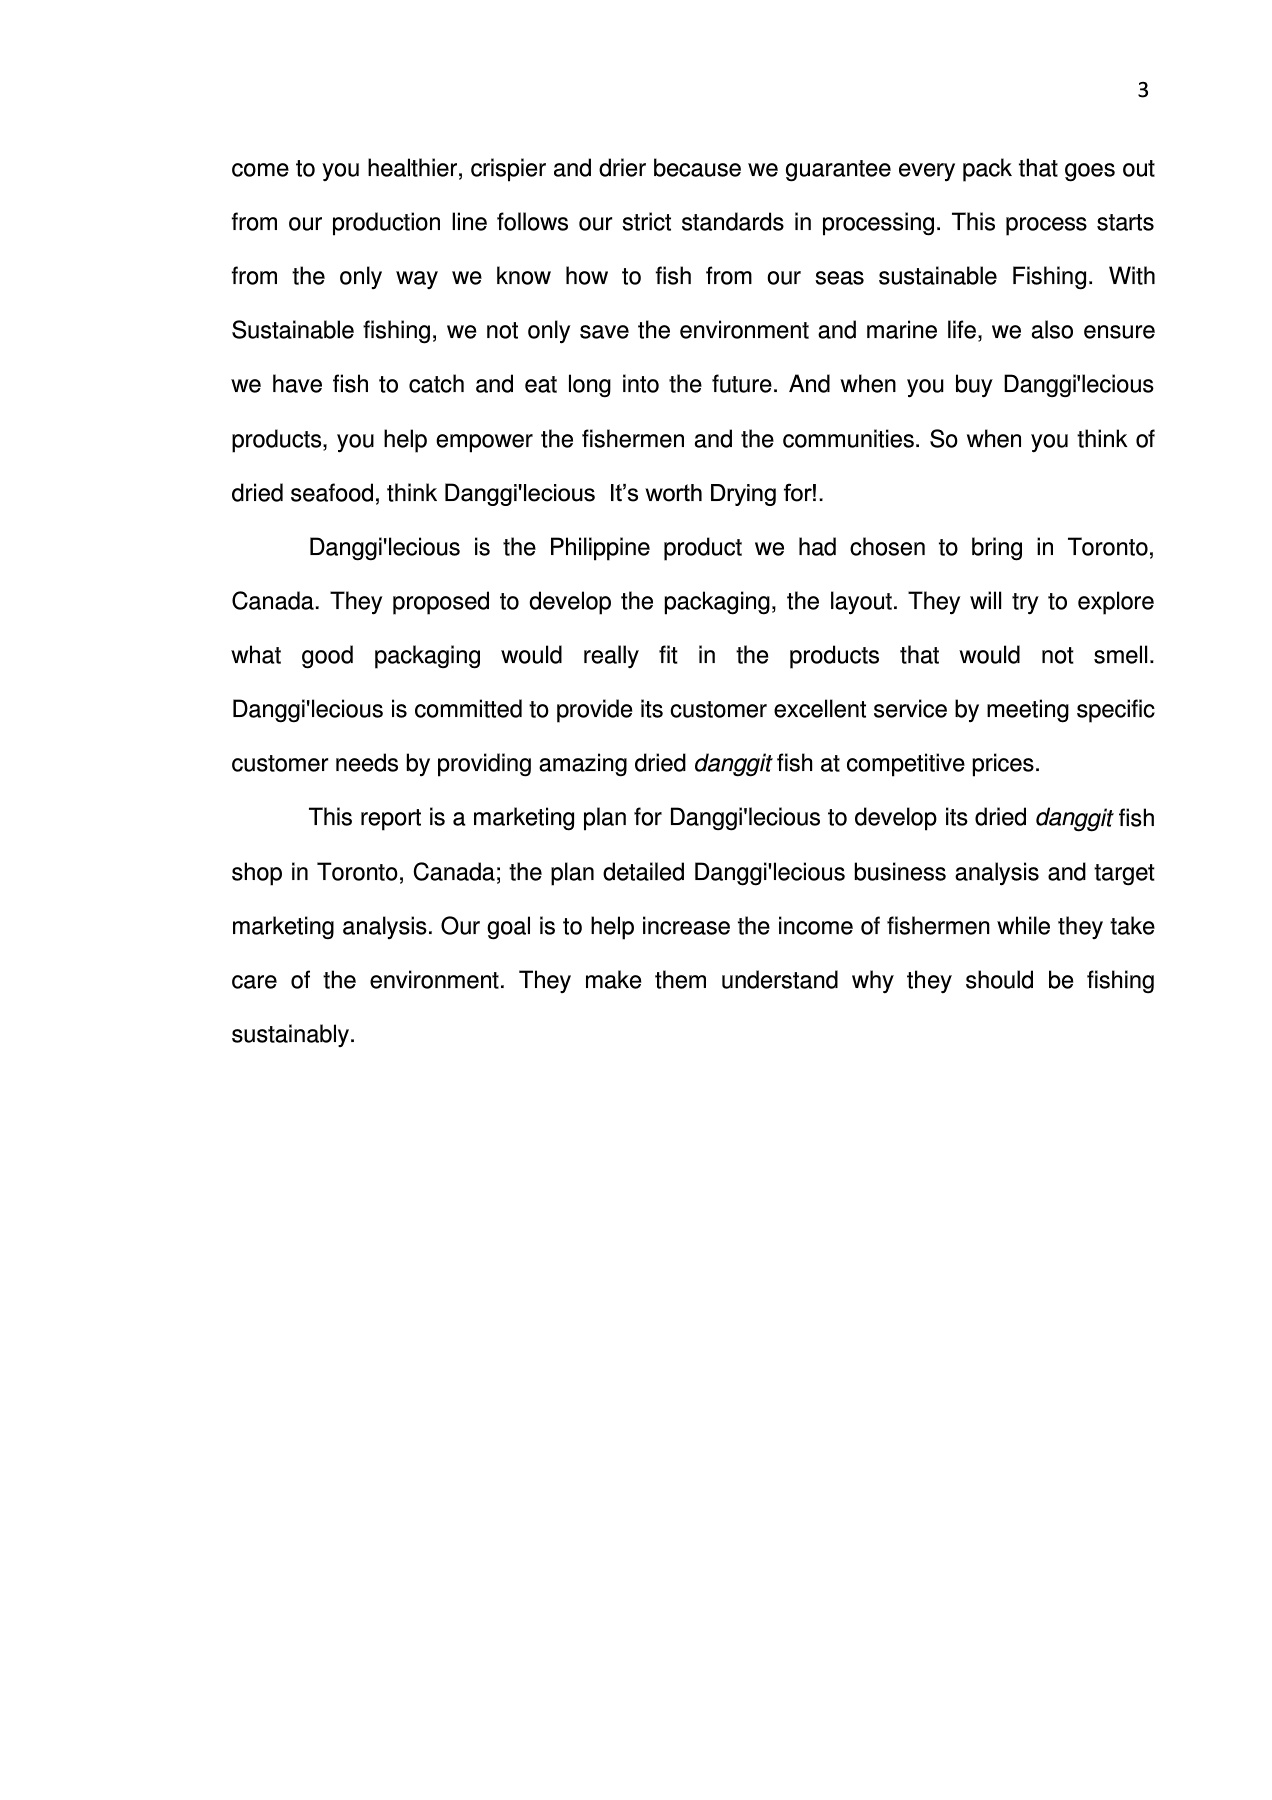 3
come to you healthier, crispier and drier because we guarantee every pack that goes out
from our production line follows our strict standards in processing. This process starts
from the only way we know how to fish from our seas sustainable Fishing. With
Sustainable fishing, we not only save the environment and marine life, we also ensure
we have fish to catch and eat long into the future. And when you buy Danggi'lecious
products, you help empower the fishermen and the communities. So when you think of
dried seafood, think Danggi'lecious  It’s worth Drying for!.
Danggi'lecious is the Philippine product we had chosen to bring in Toronto,
Canada. They proposed to develop the packaging, the layout. They will try to explore
what good packaging would really fit in the products that would not smell.
Danggi'lecious is committed to provide its customer excellent service by meeting specific
customer needs by providing amazing dried danggit fish at competitive prices.
This report is a marketing plan for Danggi'lecious to develop its dried danggit fish
shop in Toronto, Canada; the plan detailed Danggi'lecious business analysis and target
marketing analysis. Our goal is to help increase the income of fishermen while they take
care of the environment. They make them understand why they should be fishing
sustainably.